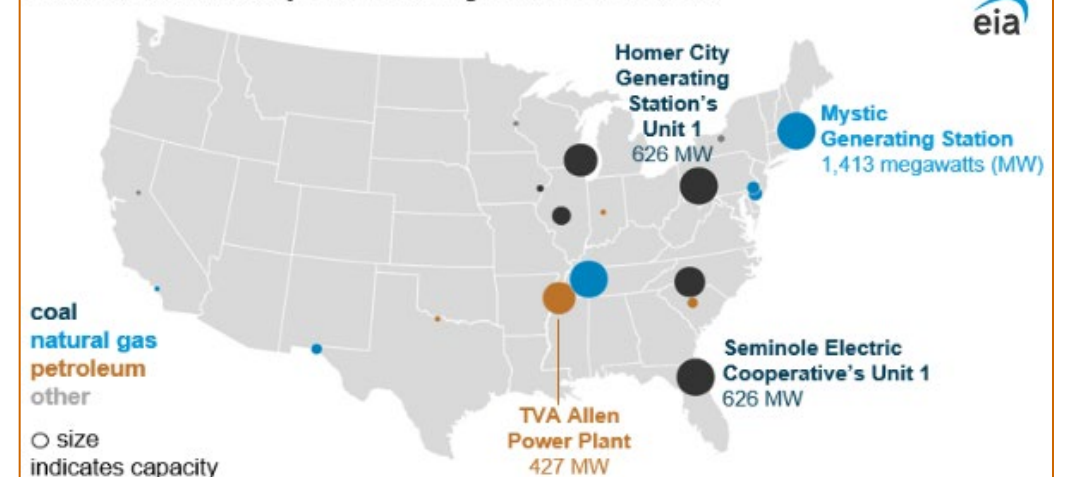 eia
Homer City
Generating
Station's
Unit 1
626 MW
Mystic
Generating Station
1,413 megawatts (MW)
coal
natural gas
petroleum
other
size
indicates capacity
Seminole Electric
Cooperative's Unit 1
626 MW
TVA Allen
Power Plant
427 MW